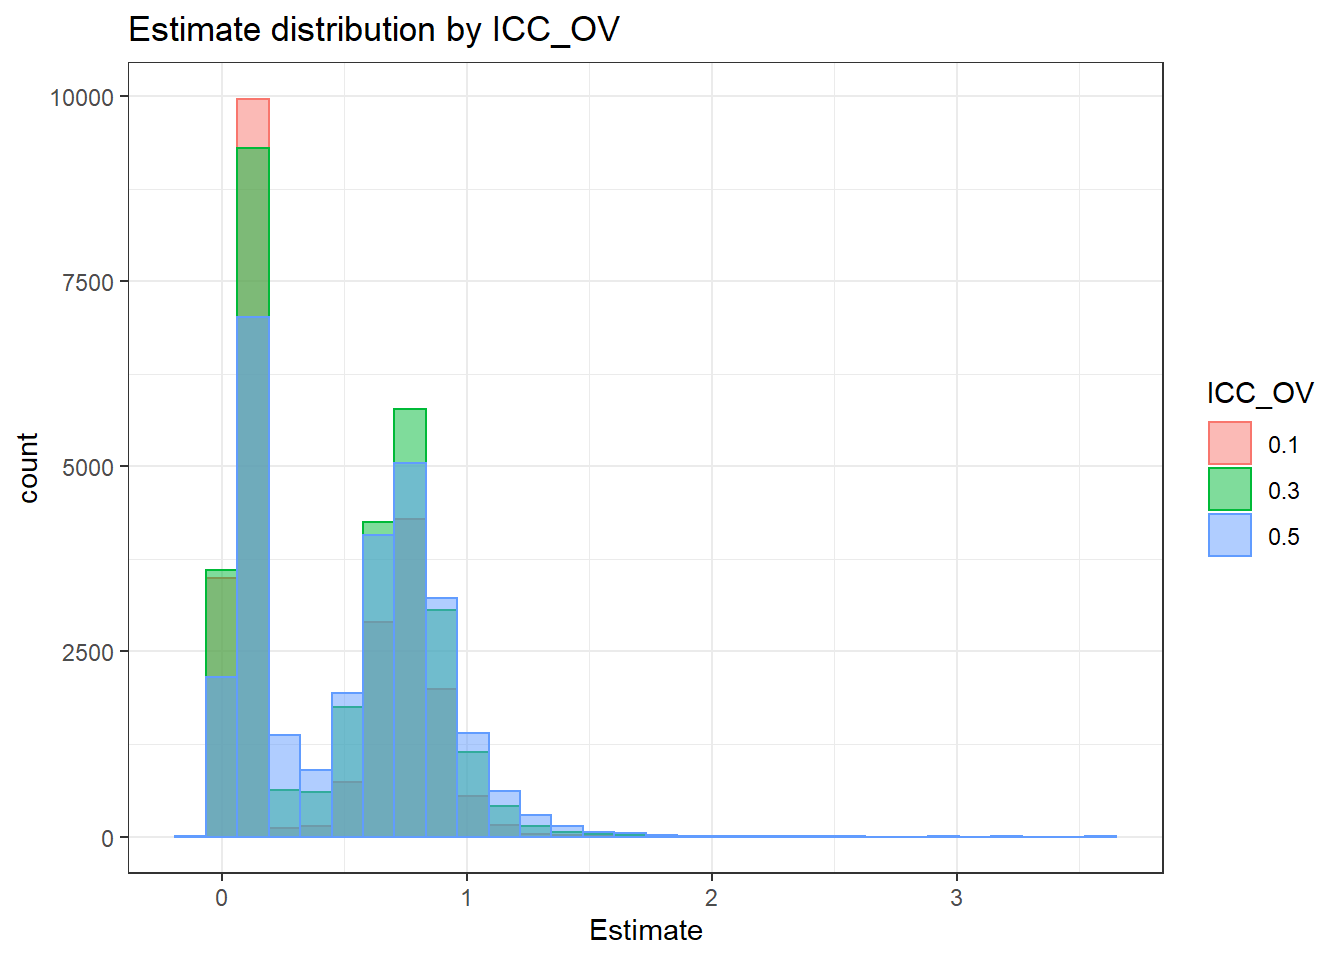 Estimate distribution by ICC_OV
10000
7500
5000
2500
0
count
0 1 2 3
Estimate
ICC_OV
0.1
0.3
0.5